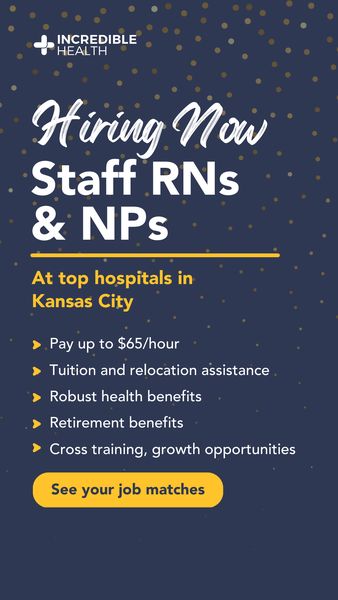 INCREDIBLE
HEALTH
Hiring Now
Staff RNs
& NPs
At top hospitals in
Kansas City
Pay up to $65/hour
Tuition and relocation assistance
Robust health benefits
Retirement benefits
Cross training, growth opportunities
See your job matches